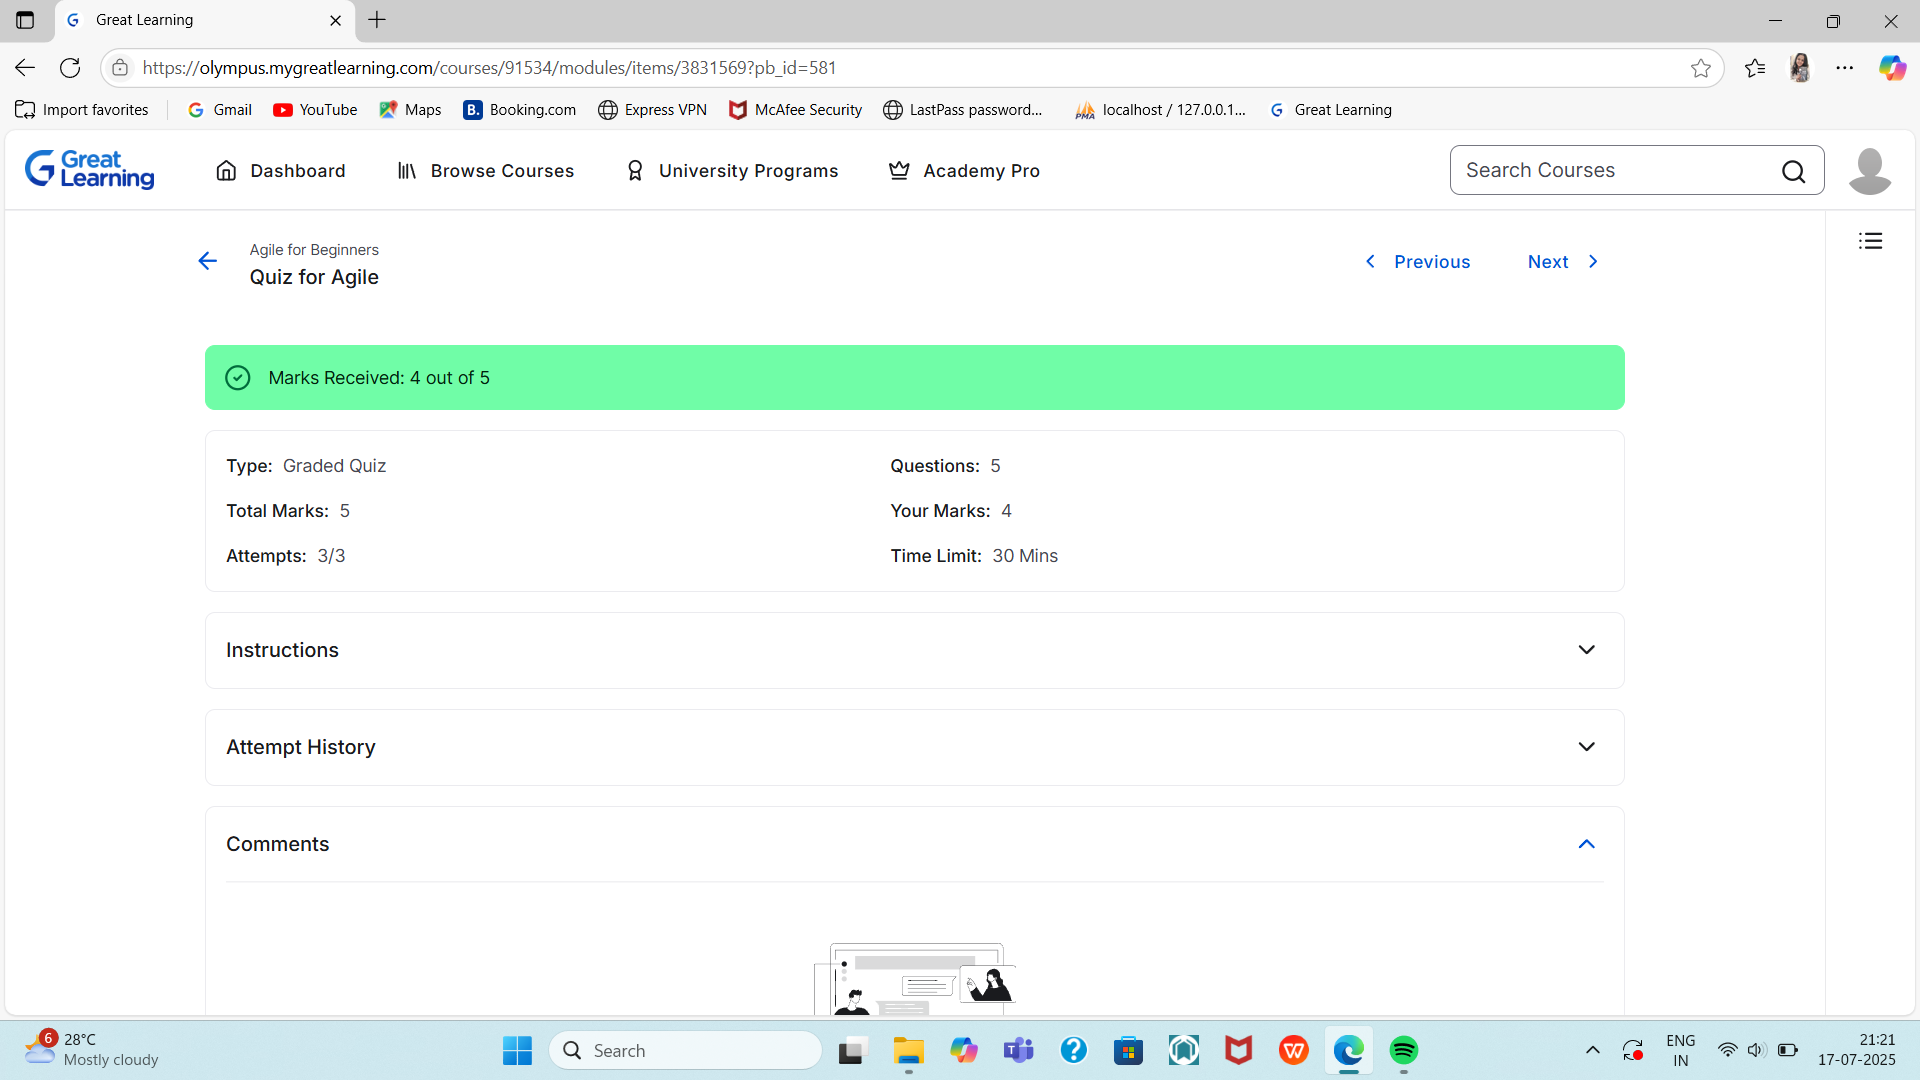 Great Learning
https://olympus.mygreatlearning.com/courses/91534/modules/items/3831569?pb_id=581
Import favorites
Gmail
YouTube
Maps
B. Booking.com
Express VPN
McAfee Security
LastPass password...
PMA localhost / 127.0.0.1...
Great Learning
Great Learning
Dashboard
Browse Courses
University Programs
Academy Pro
Search Courses
Agile for Beginners
Quiz for Agile
Previous
Next
Marks Received: 4 out of 5
Type: Graded Quiz
Questions: 5
Total Marks: 5
Your Marks: 4
Attempts: 3/3
Time Limit: 30 Mins
Instructions
Attempt History
Comments
6
28°C
Mostly cloudy
Search
ENG
IN
21:21
17-07-2025